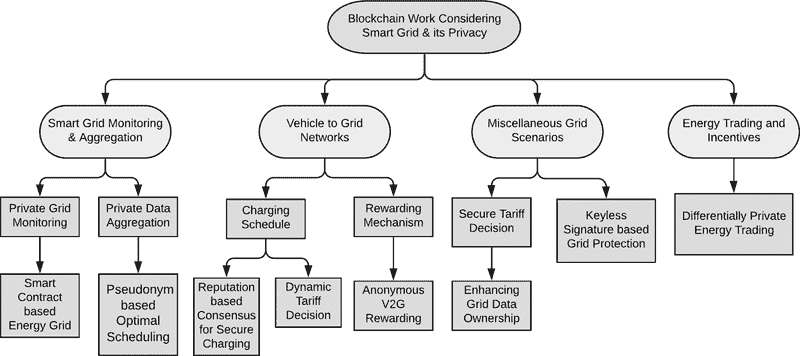 Blockchain Work Considering
Smart Grid & its Privacy
Smart Grid Monitoring
& Aggregation
Vehicle to Grid
Networks
Miscellaneous Grid
Scenarios
Energy Trading and
Incentives
Private Grid
Monitoring
Private Data
Aggregation
Charging
Schedule
Rewarding
Mechanism
Secure Tariff
Decision
Keyless
Signature based
Grid Protection
Differentially Private
Energy Trading
Smart
Contract
based
Energy Grid
Pseudonym
based
Optimal
Scheduling
Reputation
based
Consensus
for Secure
Charging
Dynamic
Tariff
Decision
Anonymous
V2G
Rewarding
Enhancing
Grid Data
Ownership